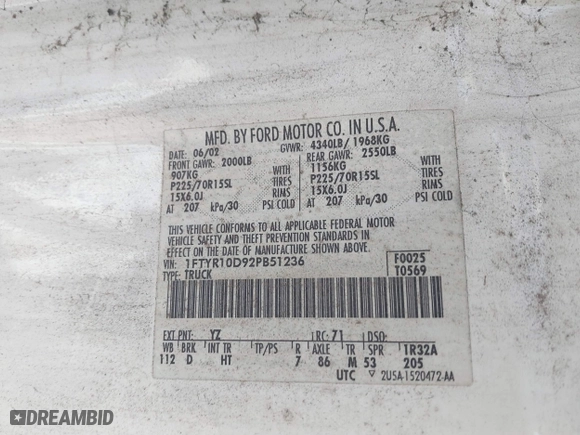 MFD. BY FORD MOTOR CO. IN U.S.A.
DATE: 06/02 GVWR: 4340LB/ 1968KG
FRONT GAWR: 2000LB REAR GAWR: 2550LB
907KG WITH 1156KG WITH
P225/70R15SL TIRES P225/70R15SL TIRES
15X6.0J RIMS 15X6.0J RIMS
AT 207 kPa/30 PSI COLD AT 207 kPa/30 PSI COLD
THIS VEHICLE CONFORMS TO ALL APPLICABLE FEDERAL MOTOR
VEHICLE SAFETY AND THEFT PREVENTION STANDARDS IN
EFFECT ON THE DATE OF MANUFACTURE SHOWN ABOVE.
VIN: 1FTYR10D92PB51236 F0025
TYPE: TRUCK T0569
EXT PNT: YZ RC: 71 DSO:
WB BRK INT TR TP/PS R AXLE TR SPR 1R32A
112 D HT 7 86 M 53 205
UTC ▽ 2U5A-1520472-AA
DREAMBID